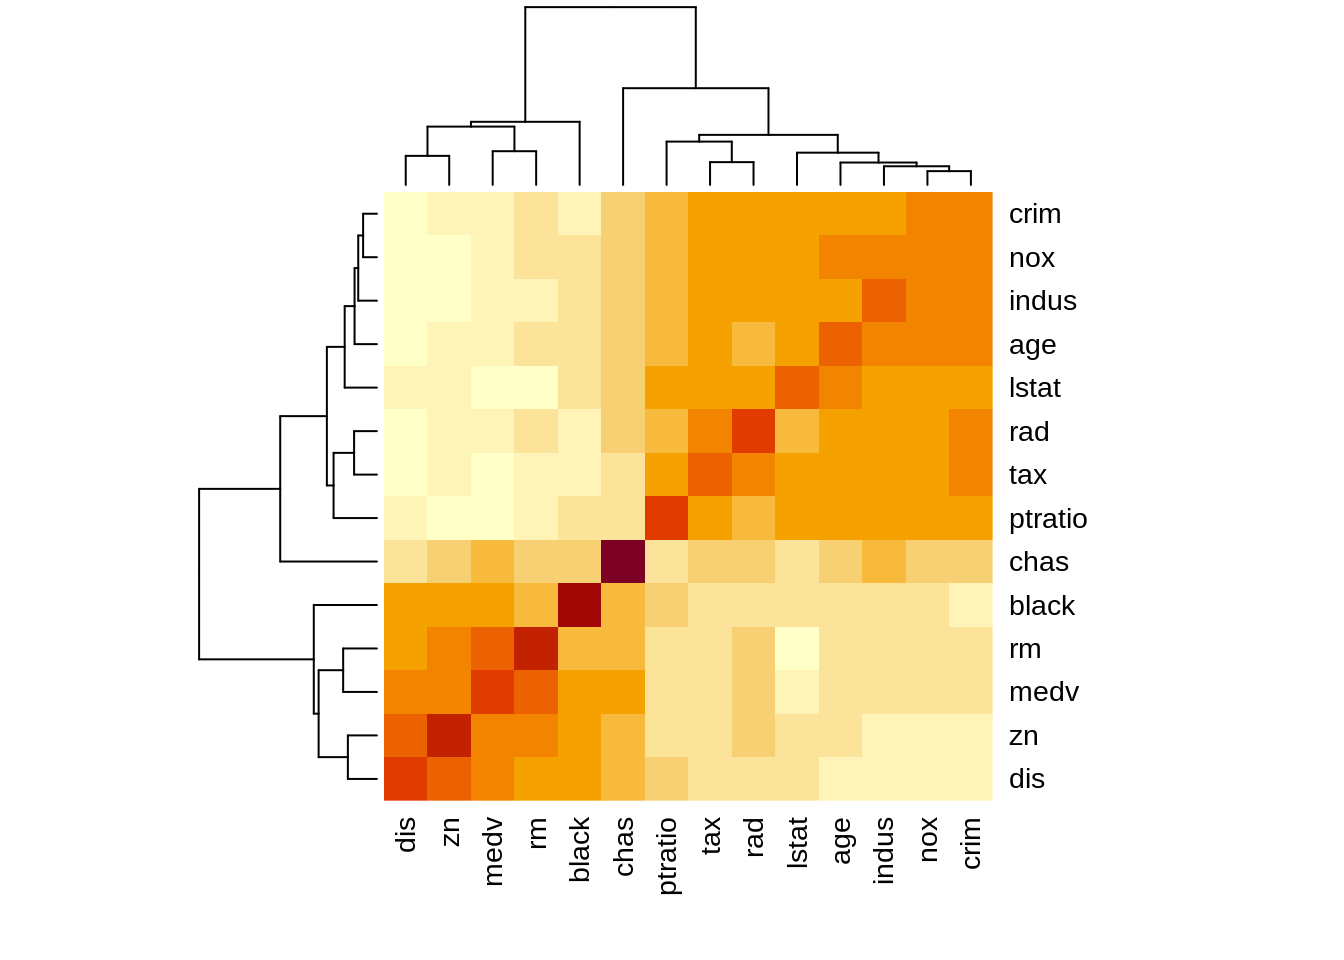 crim
nox
indus
age
lstat
rad
tax
ptratio
chas
black
rm
medv
zn
dis
dis
zn
medv
rm
black
chas
ptratio
tax
rad
lstat
age
indus
nox
crim